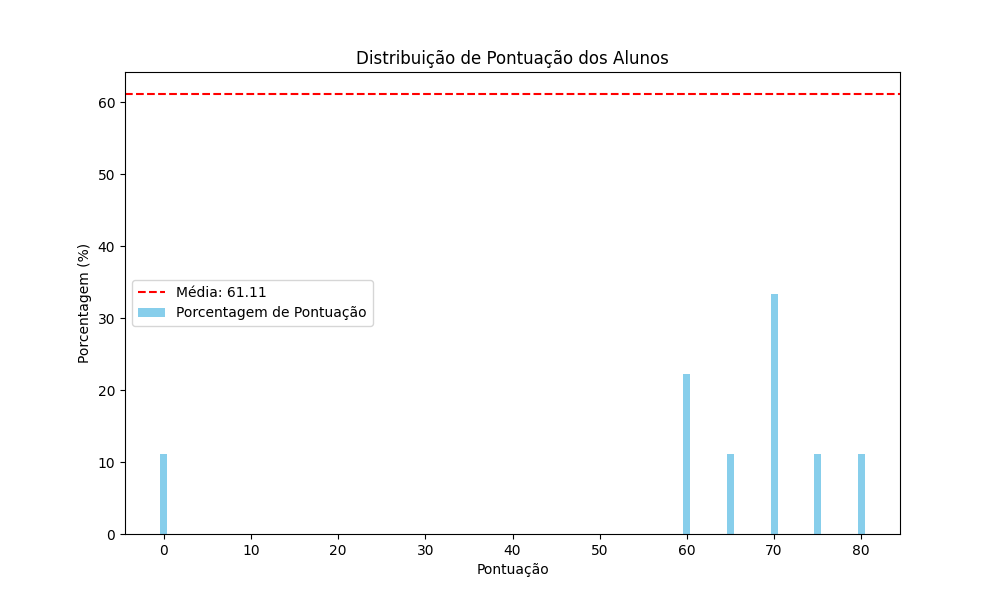 Distribuição de Pontuação dos Alunos
60
50
40
30
20
10
0
Porcentagem (%)
Média: 61.11
Porcentagem de Pontuação
0 10 20 30 40 50 60 70 80
Pontuação